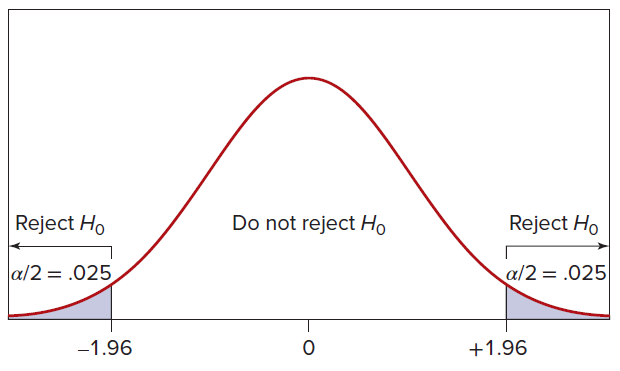 Reject H₀
Do not reject H₀
Reject H₀
α/2 = .025
α/2 = .025
−1.96
0
+1.96